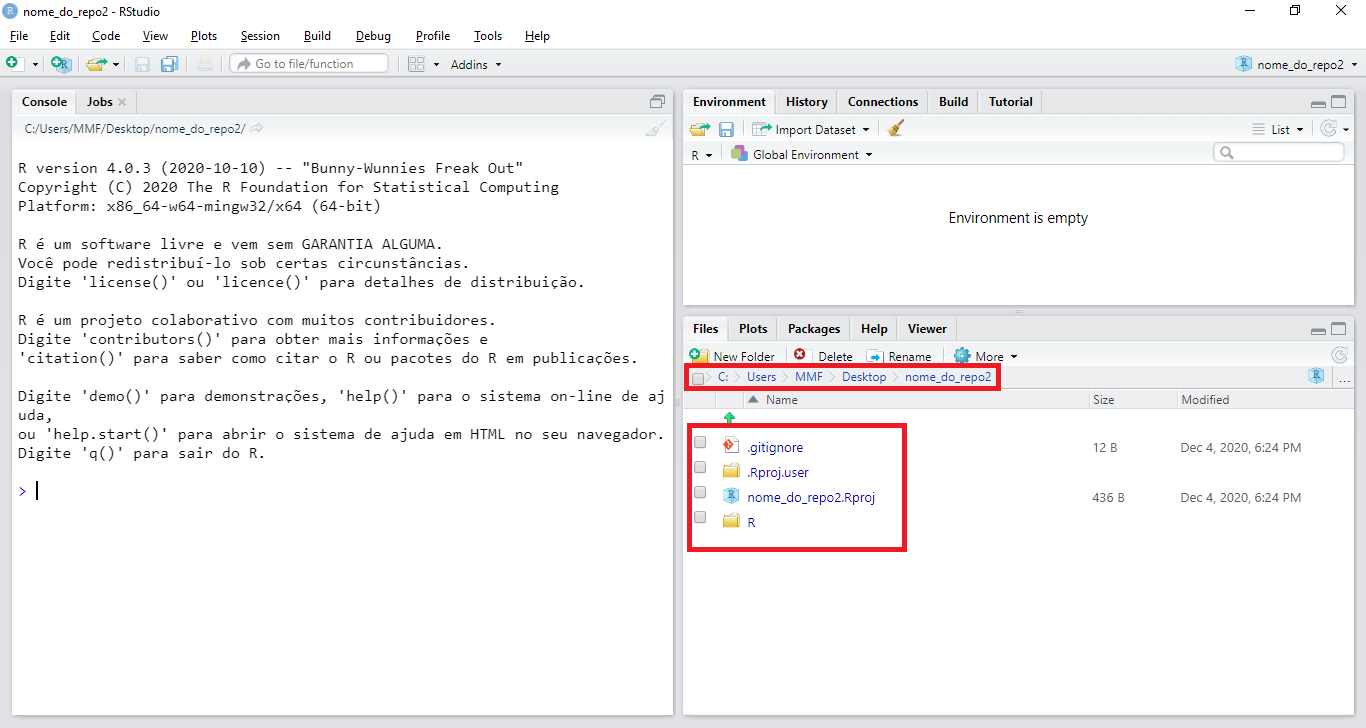 nome_do_repo2 - RStudio
File Edit Code View Plots Session Build Debug Profile Tools Help
Go to file/function Addins nome_do_repo2
Console Jobs
C:/Users/MMF/Desktop/nome_do_repo2/
R version 4.0.3 (2020-10-10) -- "Bunny-Wunnies Freak Out"
Copyright (C) 2020 The R Foundation for Statistical Computing
Platform: x86_64-w64-mingw32/x64 (64-bit)
R é um software livre e vem sem GARANTIA ALGUMA.
Você pode redistribuí-lo sob certas circunstâncias.
Digite 'license()' ou 'licence()' para detalhes de distribuição.
R é um projeto colaborativo com muitos contribuidores.
Digite 'contributors()' para obter mais informações e
'citation()' para saber como citar o R ou pacotes do R em publicações.
Digite 'demo()' para demonstrações, 'help()' para o sistema on-line de aj
uda,
ou 'help.start()' para abrir o sistema de ajuda em HTML no seu navegador.
Digite 'q()' para sair do R.
>
Environment History Connections Build Tutorial
Import Dataset List
R Global Environment
Environment is empty
Files Plots Packages Help Viewer
New Folder Delete Rename More
C: Users MMF Desktop nome_do_repo2 ...
Name Size Modified
.gitignore 12 B Dec 4, 2020, 6:24 PM
.Rproj.user
nome_do_repo2.Rproj 436 B Dec 4, 2020, 6:24 PM
R